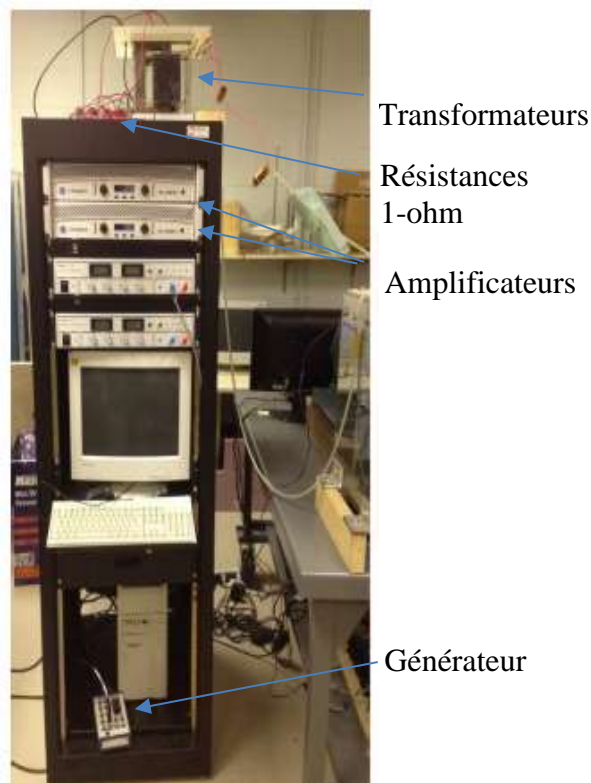 Transformateurs
Résistances
1-ohm
Amplificateurs
Générateur